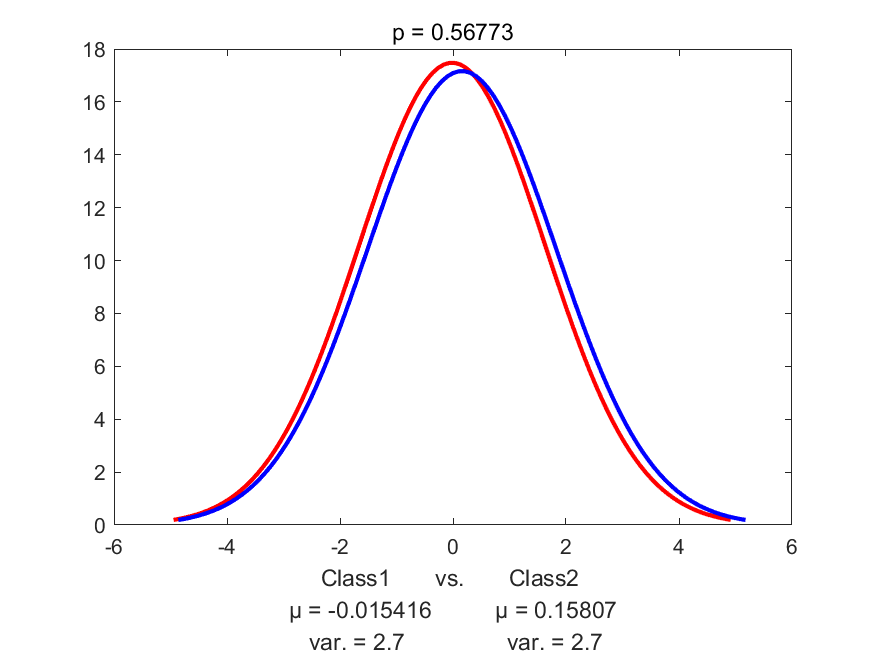 p = 0.56773
18
16
14
12
10
8
6
4
2
0
-6 -4 -2 0 2 4 6
Class1 vs. Class2
µ = -0.015416 µ = 0.15807
var. = 2.7 var. = 2.7